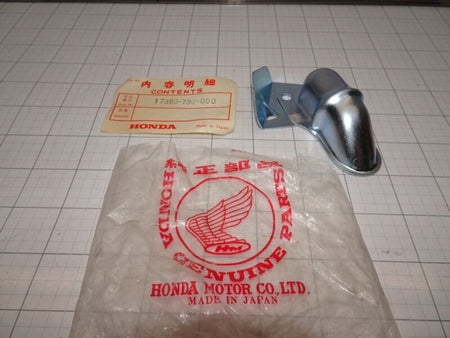 内容明細
CONTENTS
17360-730-000
HONDA
Made in Japan
純正部品
HONDA
GENUINE PARTS
HM
HONDA MOTOR CO.,LTD.
MADE IN JAPAN